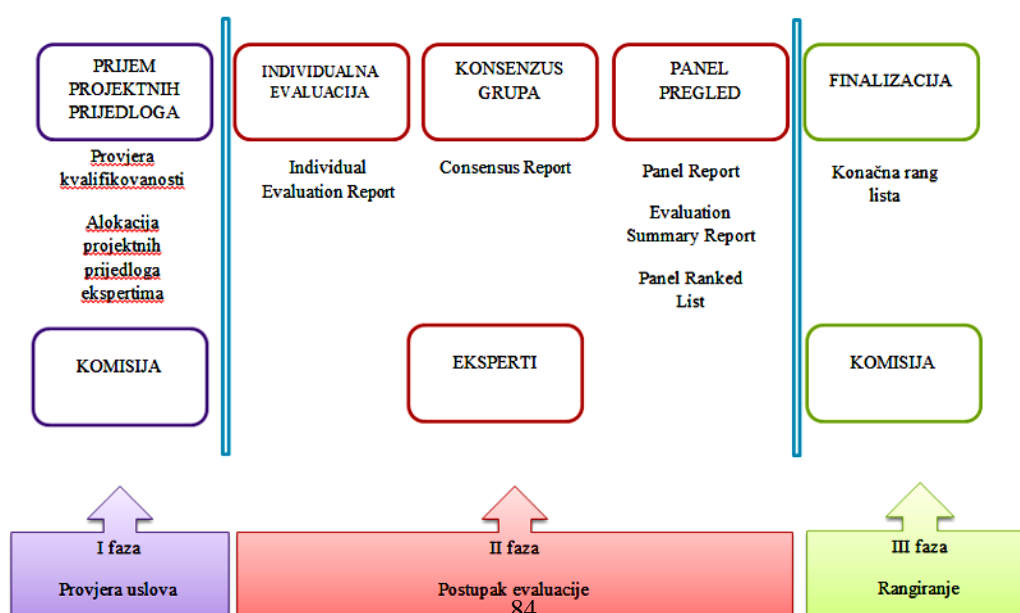 PRIJEM
PROJEKTNIH
PRIJEDLOGA
INDIVIDUALNA
EVALUACIJA
KONSENZUS
GRUPA
PANEL
PREGLED
FINALIZACIJA
Provjera
kvalifikovanosti
Alokacija
projektnih
prijedloga
ekspertima
Individual
Evaluation Report
Consensus Report
Panel Report
Evaluation
Summary Report
Panel Ranked
List
Konačna rang
lista
KOMISIJA
EKSPERTI
KOMISIJA
I faza
Provjera uslova
II faza
Postupak evaluacije
III faza
Rangiranje
84